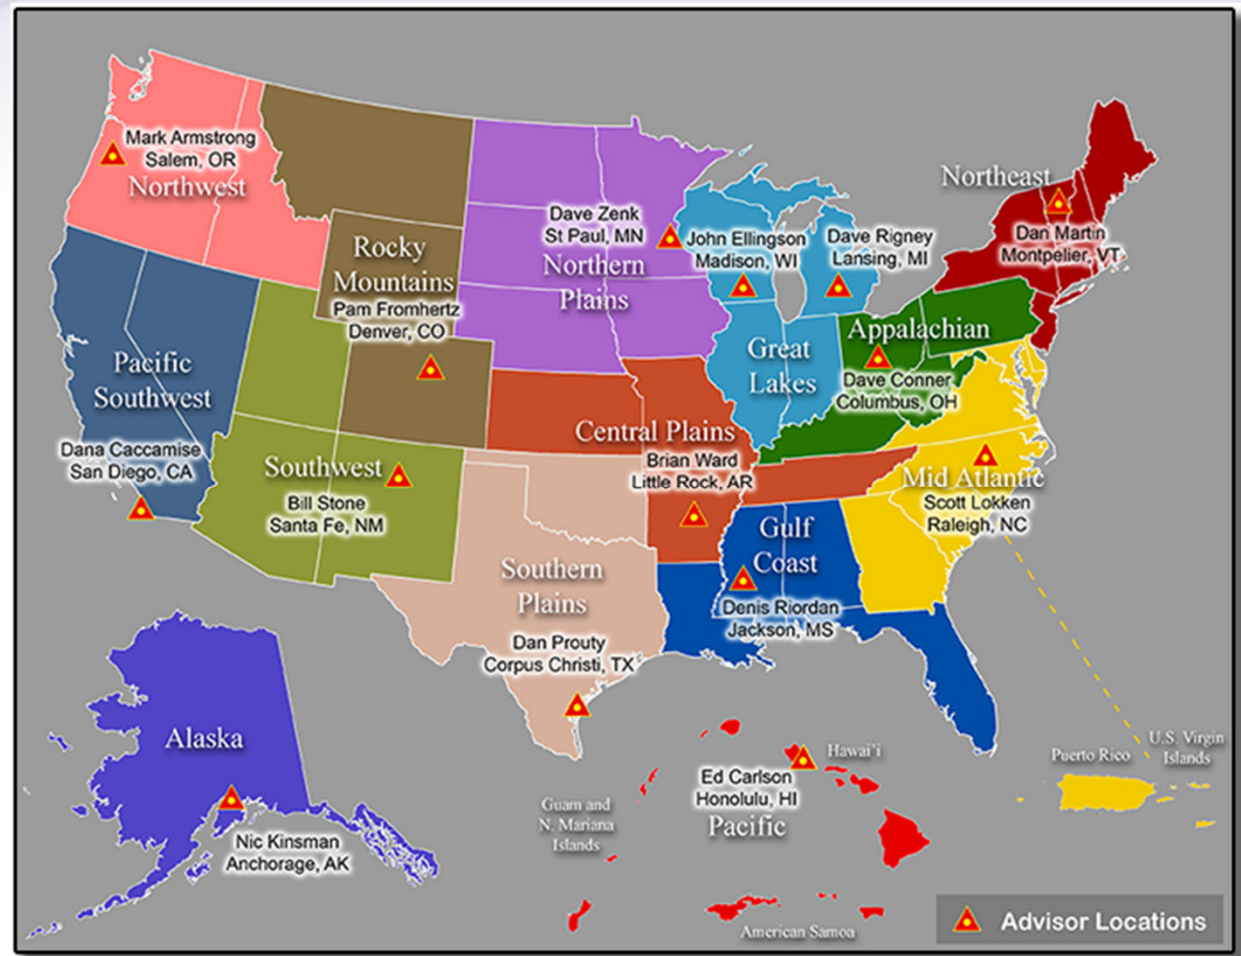 Mark Armstrong
Salem, OR
Northwest
Rocky
Mountains
Pam Fromhertz
Denver, CO
Dave Zenk
St Paul, MN
Northern
Plains
John Ellingson
Madison, WI
Dave Rigney
Lansing, MI
Great
Lakes
Northeast
Dan Martin
Montpelier, VT
Appalachian
Dave Conner
Columbus, OH
Pacific
Southwest
Dana Caccamise
San Diego, CA
Southwest
Bill Stone
Santa Fe, NM
Central Plains
Brian Ward
Little Rock, AR
Mid Atlantic
Scott Lokken
Raleigh, NC
Gulf
Coast
Denis Riordan
Jackson, MS
Southern
Plains
Dan Prouty
Corpus Christi, TX
Alaska
Nic Kinsman
Anchorage, AK
Hawai'i
Ed Carlson
Honolulu, HI
Pacific
Guam and
N. Mariana
Islands
American Samoa
Puerto Rico
U.S. Virgin
Islands
Advisor Locations